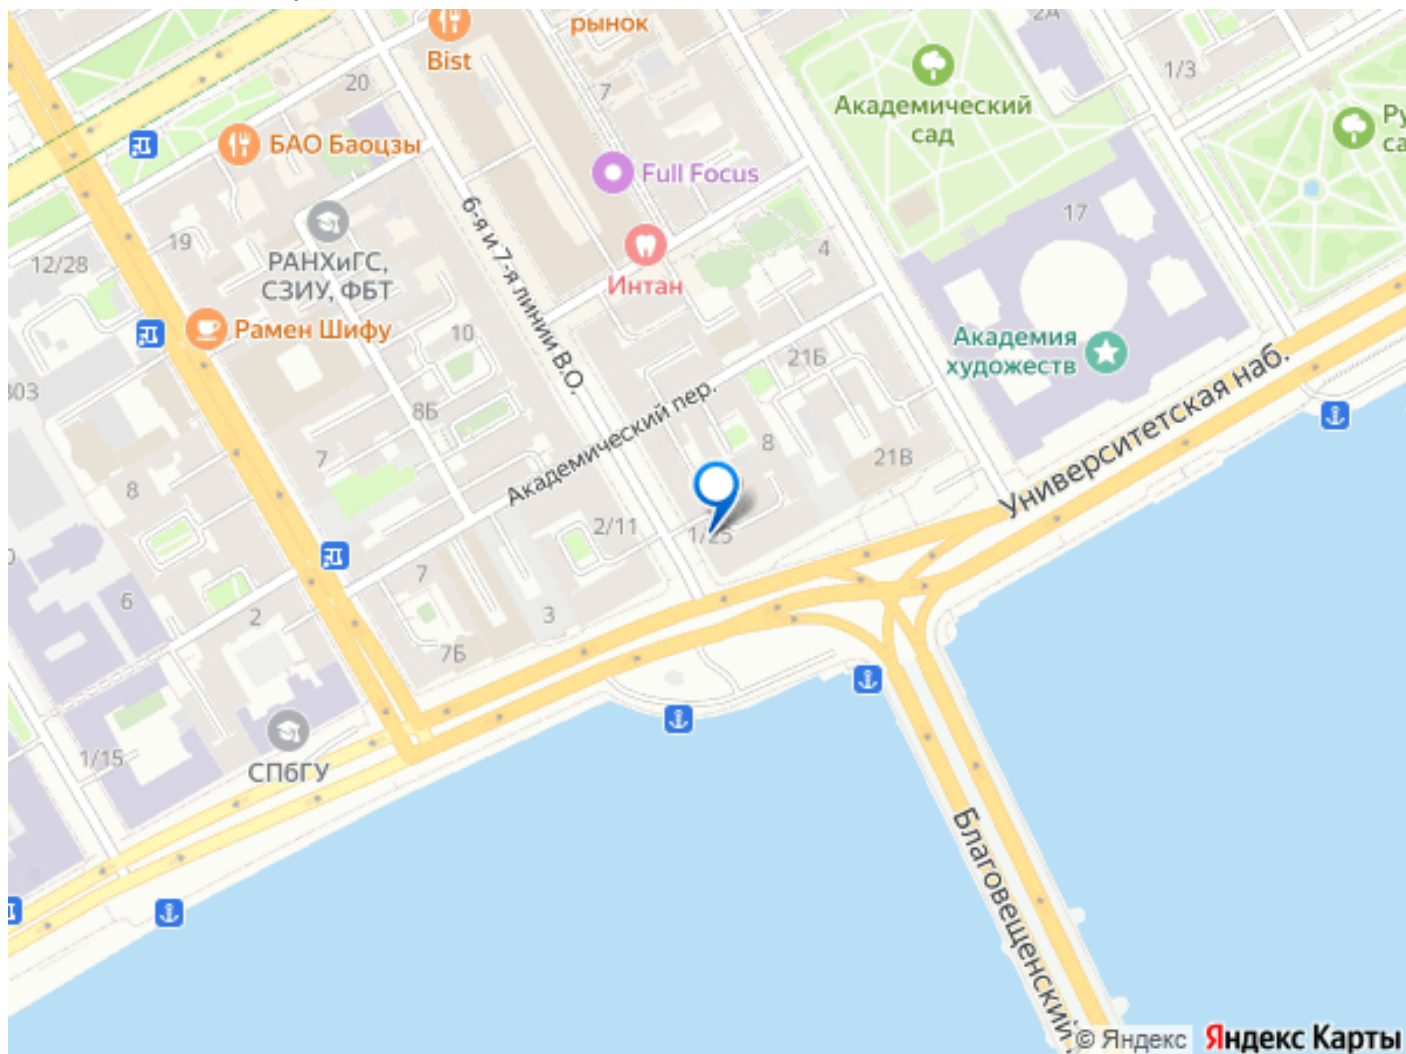 рынок
2А
Bist
1/3
20
7
Академический
сад
Ру
са
БАО Баоцзы
Full Focus
17
6-я и 7-я линии В.О.
19
РАНХиГС,
СЗИУ, ФБТ
12/28
4
Интан
Рамен Шифу
10
Академия
художеств
21Б
Университетская наб.
303
8Б
Академический пер.
8
21В
7
8
2/11
1/25
7
6
2
3
7Б
1/15
СПбГУ
Благовещенский
© Яндекс
Яндекс Карты